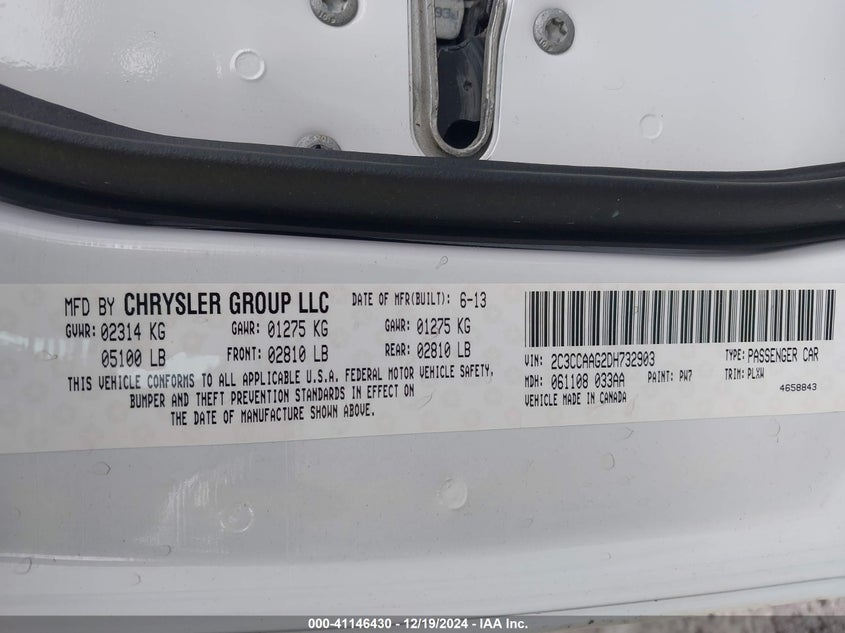 MFD BY CHRYSLER GROUP LLC DATE OF MFR(BUILT): 6-13
GVWR: 02314 KG GAWR: 01275 KG GAWR: 01275 KG
05100 LB FRONT: 02810 LB REAR: 02810 LB
THIS VEHICLE CONFORMS TO ALL APPLICABLE U.S.A. FEDERAL MOTOR VEHICLE SAFETY,
BUMPER AND THEFT PREVENTION STANDARDS IN EFFECT ON
THE DATE OF MANUFACTURE SHOWN ABOVE.
VIN: 2C3CCAAG2DH732903 TYPE: PASSENGER CAR
MDH: 061108 033AA PAINT: PW7 TRIM: PLXW
VEHICLE MADE IN CANADA 4658843
000-41146430 - 12/19/2024 - IAA Inc.